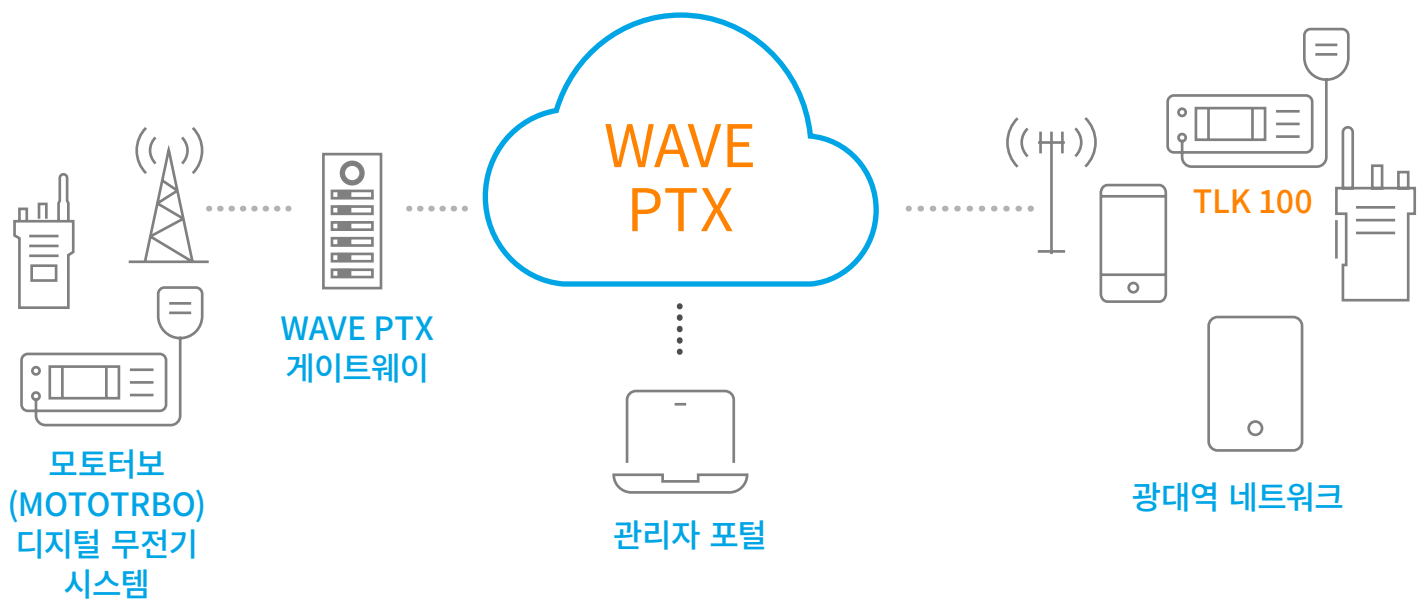 WAVE
PTX
TLK 100
WAVE PTX
게이트웨이
모토터보
(MOTOTRBO)
디지털 무전기
시스템
관리자 포털
광대역 네트워크